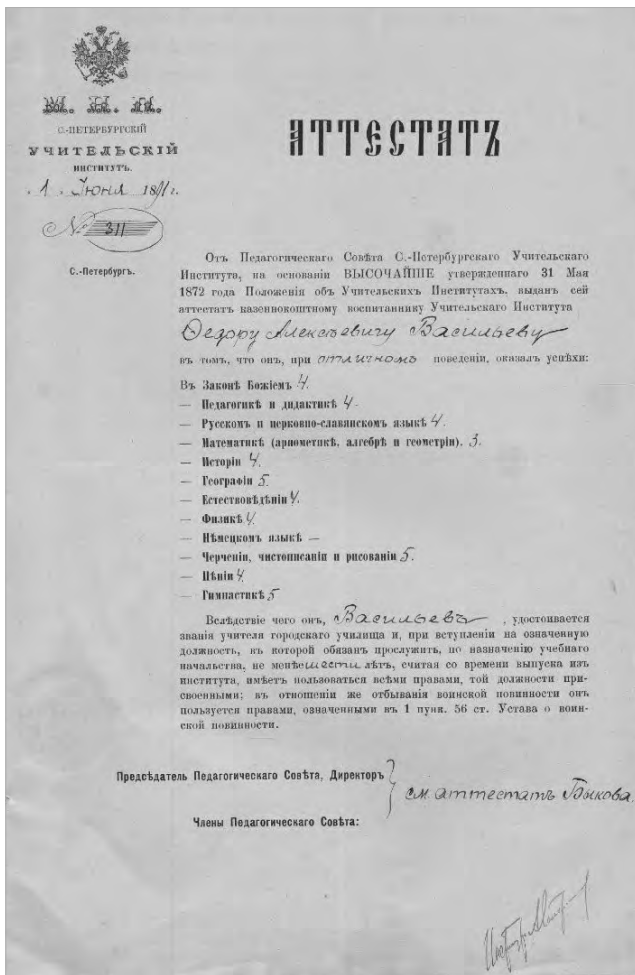 М. Н. П.
С.-ПЕТЕРБУРГСКІЙ
УЧИТЕЛЬСКІЙ
ИНСТИТУТЪ.
1. Іюня 1891 г.
№ 311
С.-Петербургъ.
АТТЕСТАТЪ
Отъ Педагогическаго Совѣта С.-Петербургскаго Учительскаго
Института, на основаніи ВЫСОЧАЙШЕ утвержденнаго 31 Мая
1872 года Положенія объ Учительскихъ Институтахъ, выданъ сей
аттестатъ казеннокоштному воспитаннику Учительскаго Института
Ѳедору Алексѣевичу Васильеву
въ томъ, что онъ, при отличномъ поведеніи, оказалъ успѣхи:
Въ Законѣ Божіемъ 4.
— Педагогикѣ и дидактикѣ 4.
— Русскомъ и церковно-славянскомъ языкѣ 4.
— Математикѣ (ариѳметикѣ, алгебрѣ и геометріи). 3.
— Исторіи 4.
— Географіи 5.
— Естествовѣдѣніи 4.
— Физикѣ 4
— Нѣмецкомъ языкѣ —
— Черченіи, чистописаніи и рисованіи 5.
— Пѣніи 4
— Гимнастикѣ 5
Вслѣдствіе чего онъ, Васильевъ, удостоивается
званія учителя городскаго училища и, при вступленіи на означенную
должность, въ которой обязанъ прослужить, по назначенію учебнаго
начальства, не менѣе шести лѣтъ, считая со времени выпуска изъ
института, имѣетъ пользоваться всѣми правами, той должности при-
своенными; въ отношеніи же отбыванія воинской повинности онъ
пользуется правами, означенными въ 1 пунк. 56 ст. Устава о воин-
ской повинности.
Предсѣдатель Педагогическаго Совѣта, Директоръ
см. аттестатъ Быкова.
Члены Педагогическаго Совѣта: